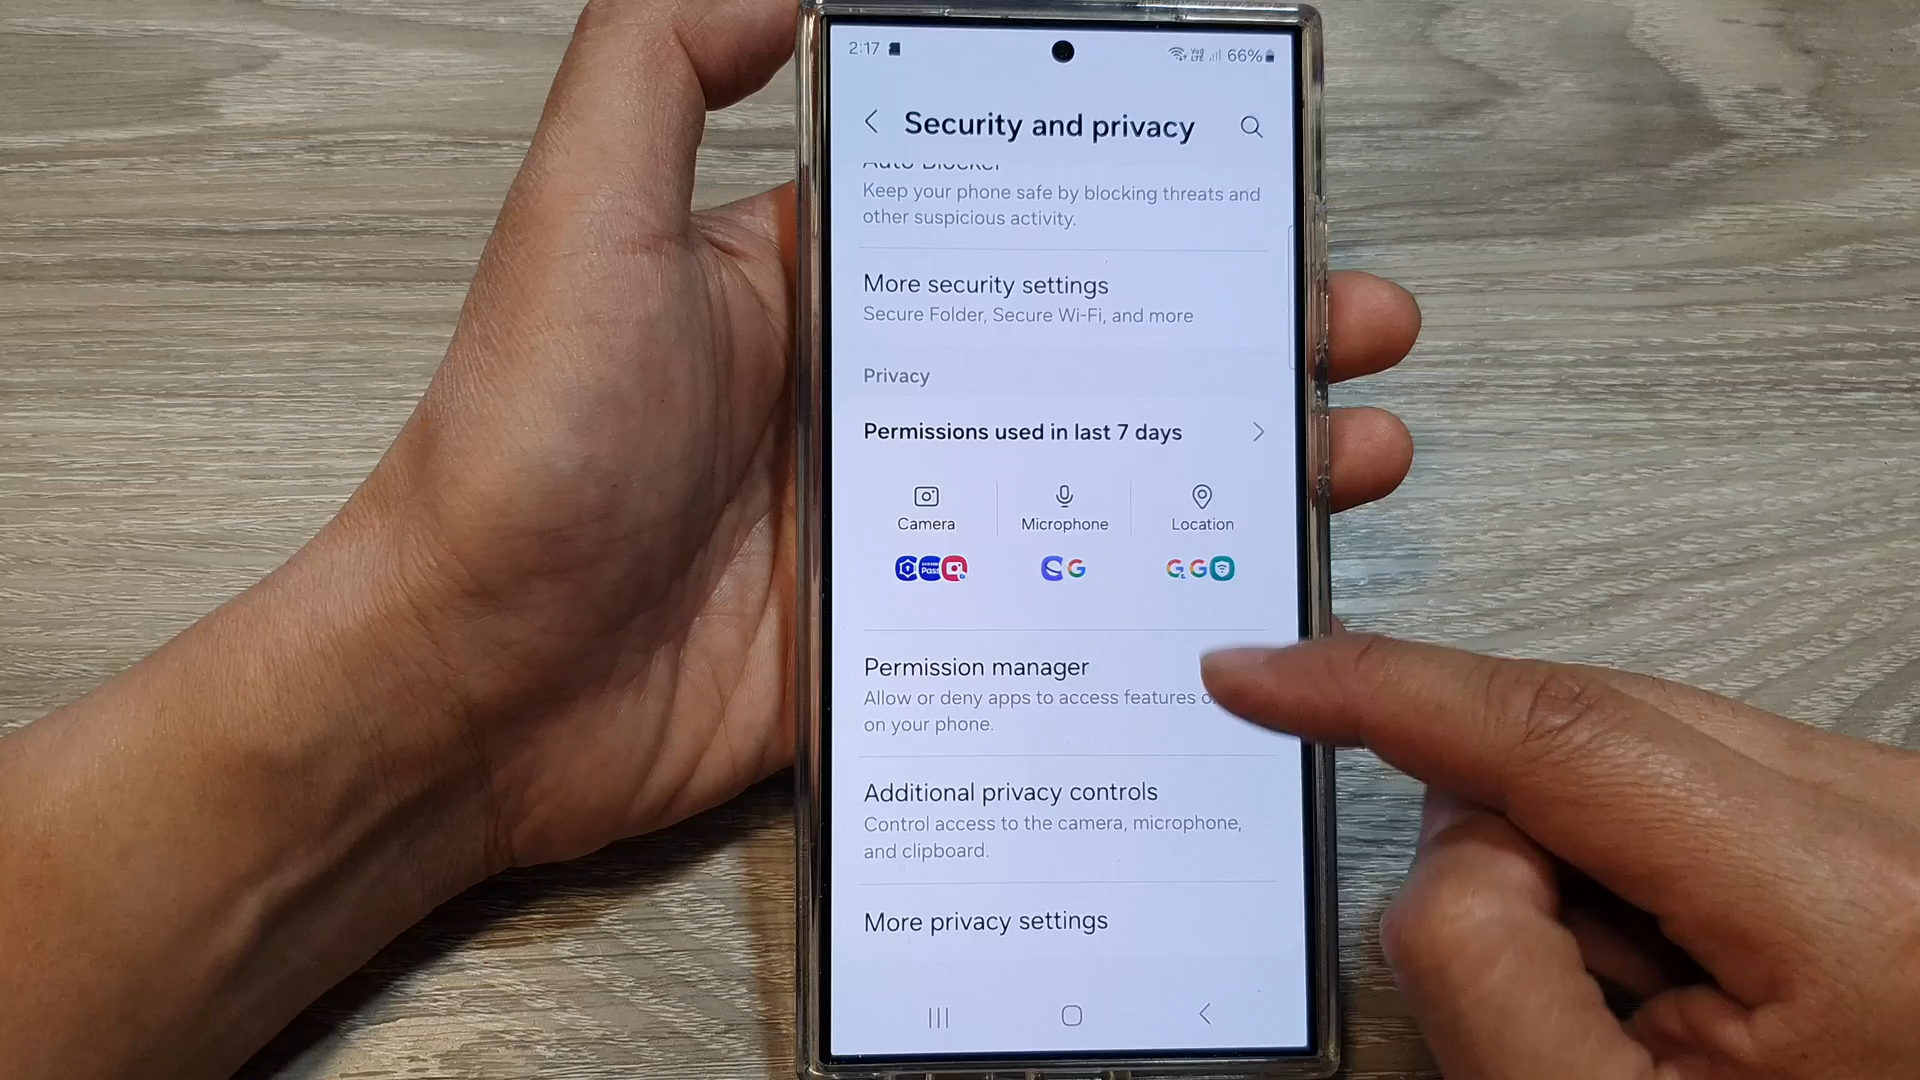 2:17
66%
Security and privacy
Auto Blocker
Keep your phone safe by blocking threats and
other suspicious activity.
More security settings
Secure Folder, Secure Wi-Fi, and more
Privacy
Permissions used in last 7 days
Camera Microphone Location
Pass
Permission manager
Allow or deny apps to access features
on your phone.
Additional privacy controls
Control access to the camera, microphone,
and clipboard.
More privacy settings